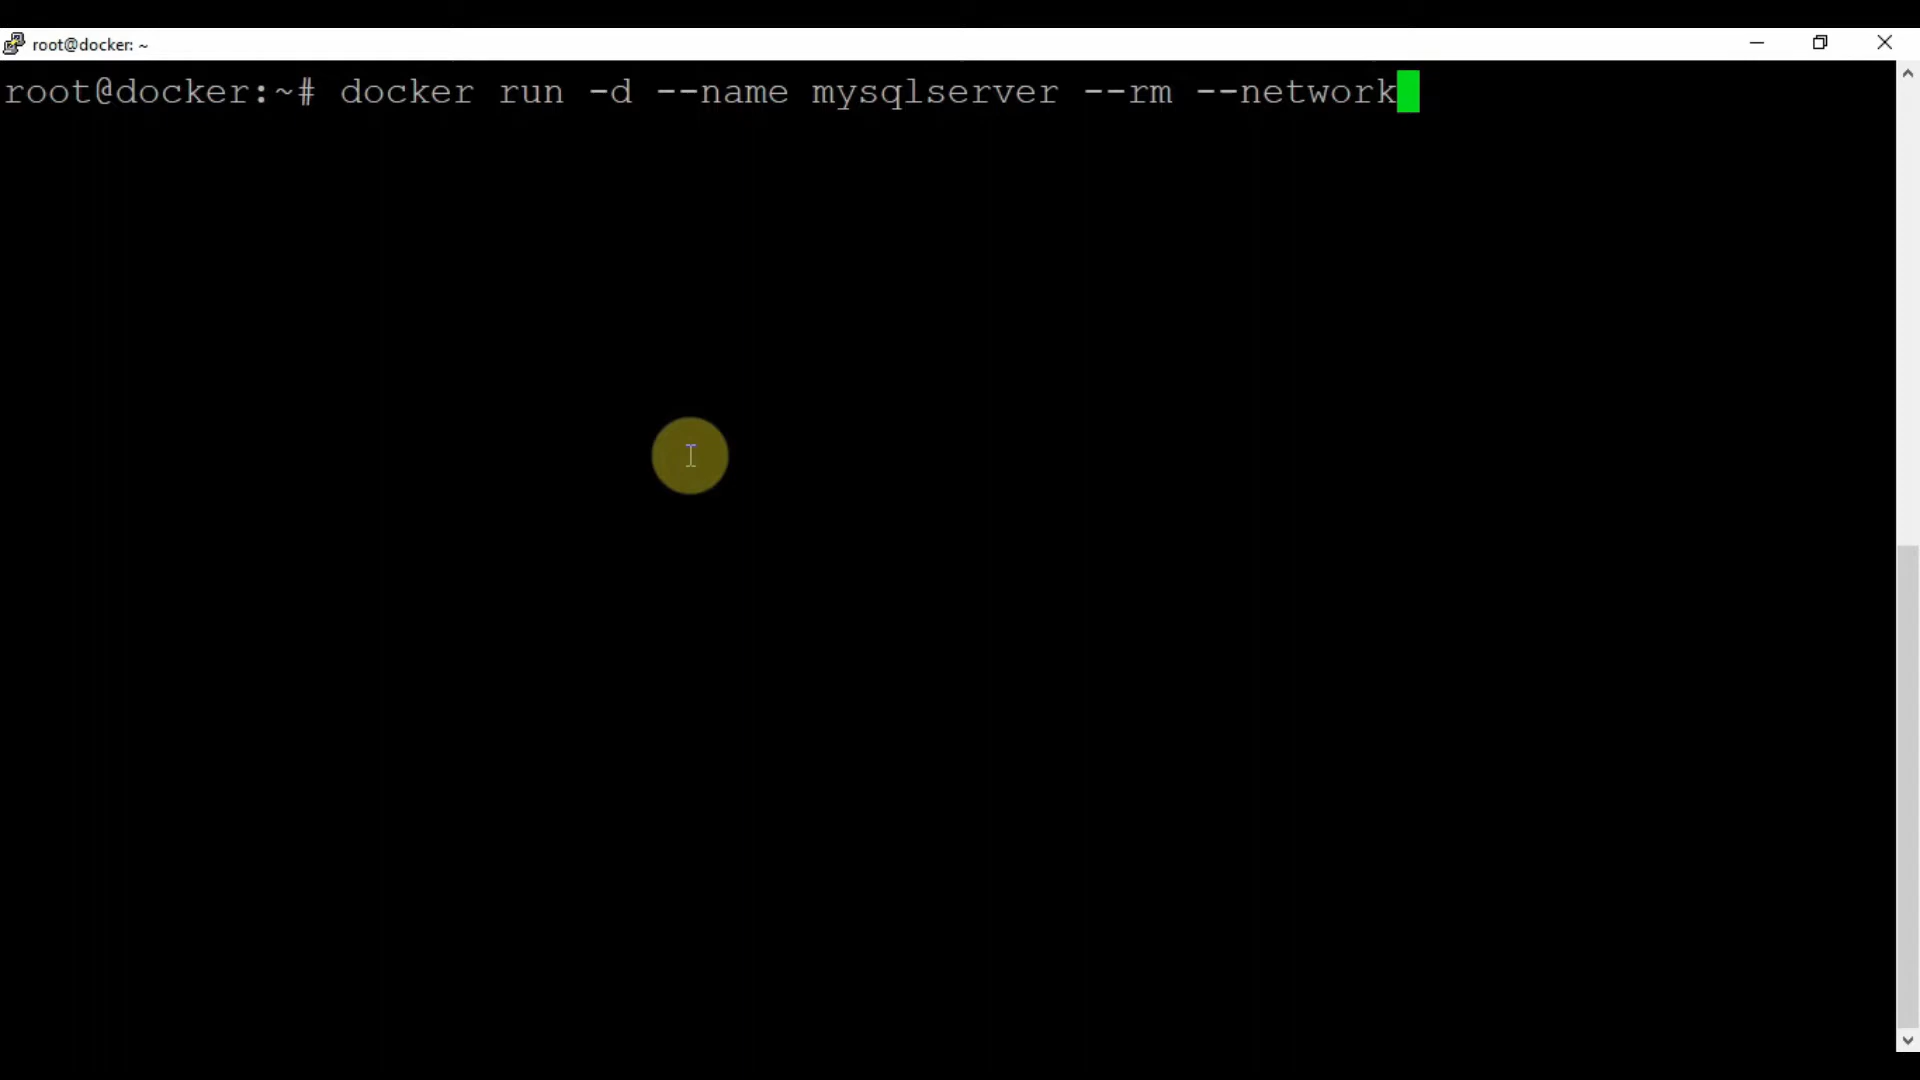 root@docker: ~
root@docker:~# docker run -d --name mysqlserver --rm --network